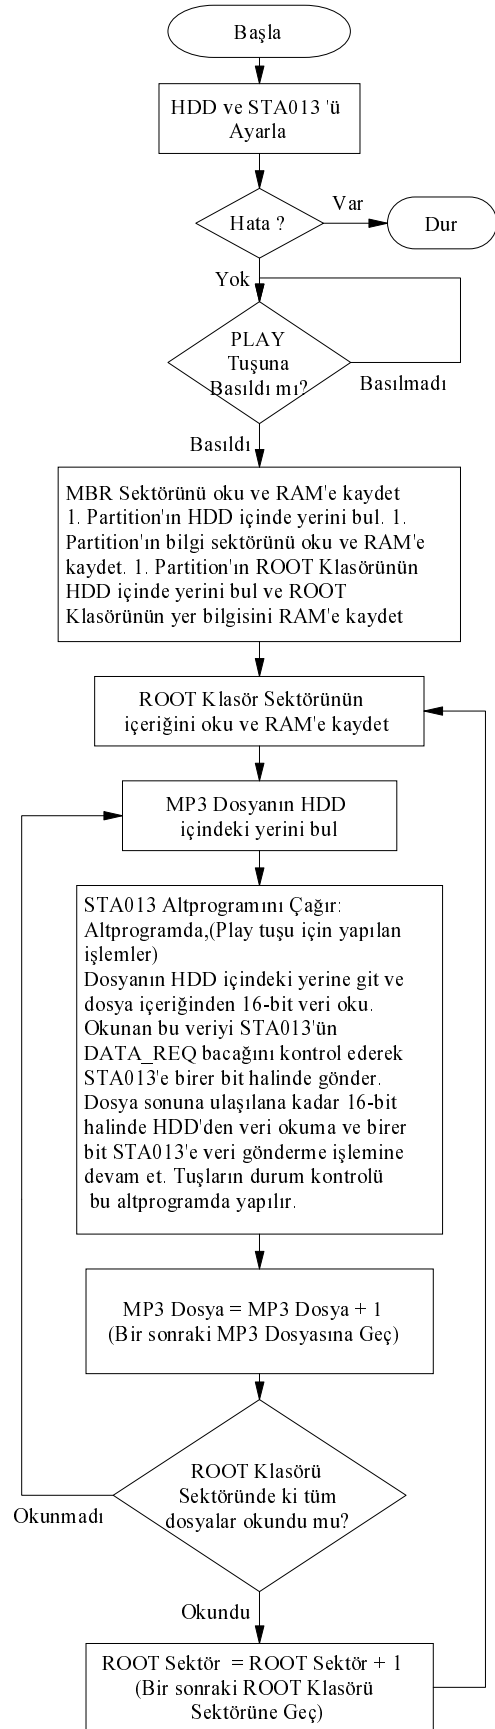 Başla
HDD ve STA013 'ü
Ayarla
Hata ?
Var
Dur
Yok
PLAY
Tuşuna
Basıldı mı?
Basılmadı
Basıldı
MBR Sektörünü oku ve RAM'e kaydet
1. Partition'ın HDD içinde yerini bul. 1.
Partition'ın bilgi sektörünü oku ve RAM'e
kaydet. 1. Partition'ın ROOT Klasörünün
HDD içinde yerini bul ve ROOT
Klasörünün yer bilgisini RAM'e kaydet
ROOT Klasör Sektörünün
içeriğini oku ve RAM'e kaydet
MP3 Dosyanın HDD
içindeki yerini bul
STA013 Altprogramını Çağır:
Altprogramda,(Play tuşu için yapılan
işlemler)
Dosyanın HDD içindeki yerine git ve
dosya içeriğinden 16-bit veri oku.
Okunan bu veriyi STA013'ün
DATA_REQ bacağını kontrol ederek
STA013'e birer bit halinde gönder.
Dosya sonuna ulaşılana kadar 16-bit
halinde HDD'den veri okuma ve birer
bit STA013'e veri gönderme işlemine
devam et. Tuşların durum kontrolü
bu altprogramda yapılır.
MP3 Dosya = MP3 Dosya + 1
(Bir sonraki MP3 Dosyasına Geç)
ROOT Klasörü
Sektöründe ki tüm
dosyalar okundu mu?
Okunmadı
Okundu
ROOT Sektör = ROOT Sektör + 1
(Bir sonraki ROOT Klasörü
Sektörüne Geç)